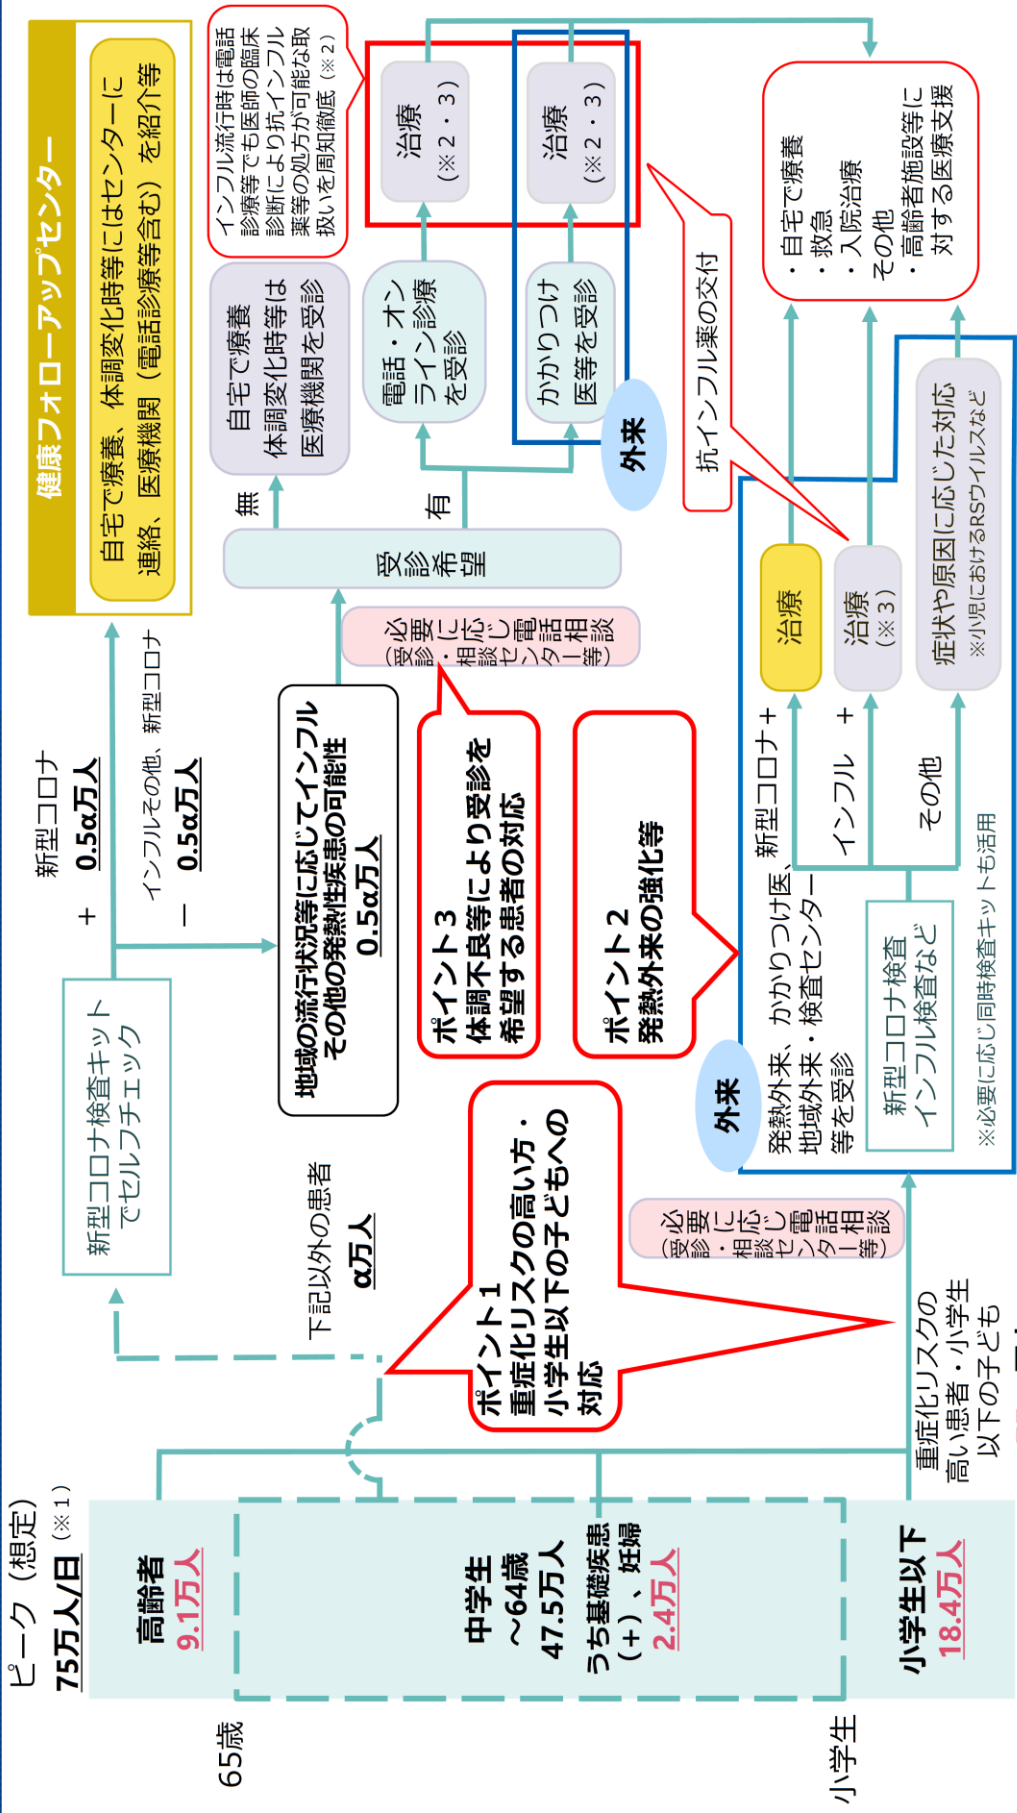 ピーク（想定）
75万人/日（※１）
65歳
高齢者
9.1万人
中学生
～64歳
47.5万人
うち基礎疾患
（＋）、妊婦
2.4万人
小学生
小学生以下
18.4万人
下記以外の患者
α万人
新型コロナ検査キット
でセルフチェック
新型コロナ
＋　0.5α万人
インフルその他、新型コロナ
－　0.5α万人
健康フォローアップセンター
自宅で療養、体調変化時等にはセンターに
連絡、医療機関（電話診療等含む）を紹介等
地域の流行状況等に応じてインフル
その他の発熱性疾患の可能性
0.5α万人
必要に応じ電話相談
（受診・相談センター等）
受診希望
無
自宅で療養
体調変化時等は
医療機関を受診
有
電話・オン
ライン診療
を受診
かかりつけ
医等を受診
外来
インフル流行時は電話
診療等でも医師の臨床
診断により抗インフル
薬等の処方が可能な取
扱いを周知徹底（※２）
治療
（※２・３）
治療
（※２・３）
ポイント１
重症化リスクの高い方・
小学生以下の子どもへの
対応
ポイント３
体調不良等により受診を
希望する患者の対応
ポイント２
発熱外来の強化等
重症化リスクの
高い患者・小学生
以下の子ども
必要に応じ電話相談
（受診・相談センター等）
外来
発熱外来、かかりつけ医、
地域外来・検査センター
等を受診
新型コロナ検査
インフル検査など
※必要に応じ同時検査キットも活用
新型コロナ＋
インフル　＋
その他
治療
治療
（※３）
症状や原因に応じた対応
※小児におけるRSウイルスなど
抗インフル薬の交付
・自宅で療養
・救急
・入院治療
その他
・高齢者施設等に
対する医療支援